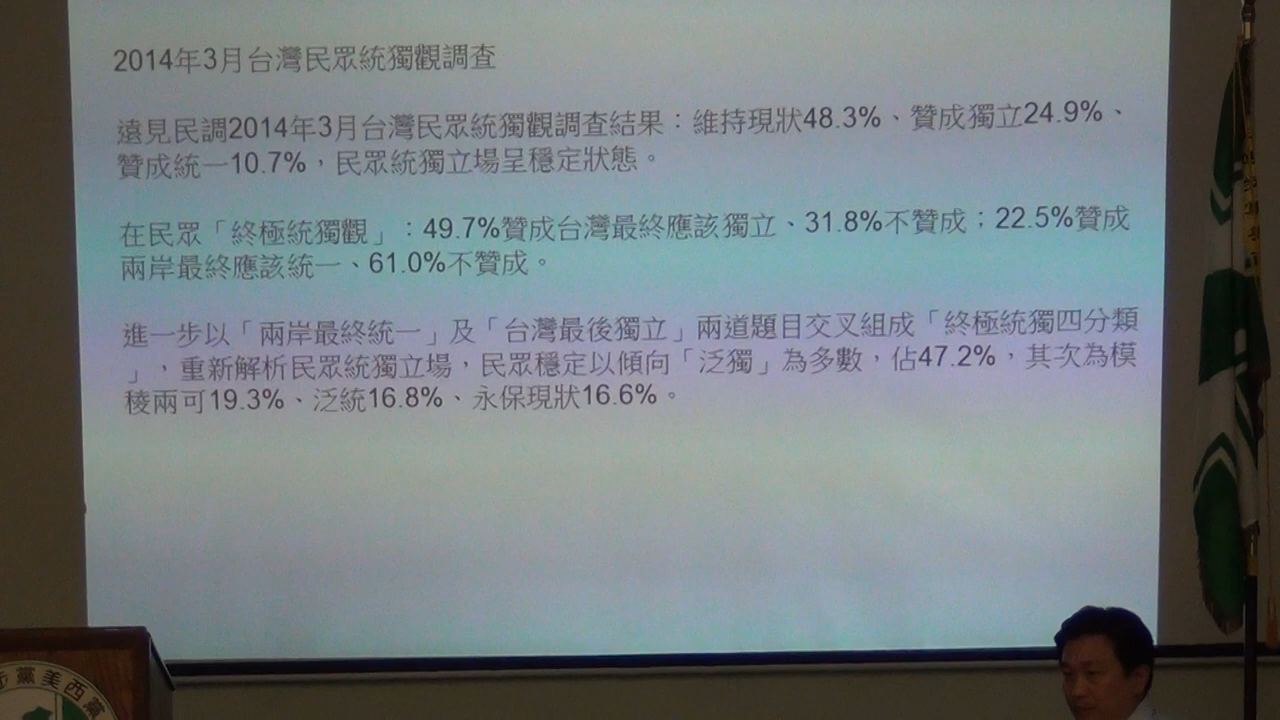 2014年3月台灣民眾統獨觀調查
遠見民調2014年3月台灣民眾統獨觀調查結果：維持現狀48.3%、贊成獨立24.9%、
贊成統一10.7%，民眾統獨立場呈穩定狀態。
在民眾「終極統獨觀」：49.7%贊成台灣最終應該獨立、31.8%不贊成；22.5%贊成
兩岸最終應該統一、61.0%不贊成。
進一步以「兩岸最終統一」及「台灣最後獨立」兩道題目交叉組成「終極統獨四分類
」，重新解析民眾統獨立場，民眾穩定以傾向「泛獨」為多數，佔47.2%，其次為模
稜兩可19.3%、泛統16.8%、永保現狀16.6%。
黨美西黨